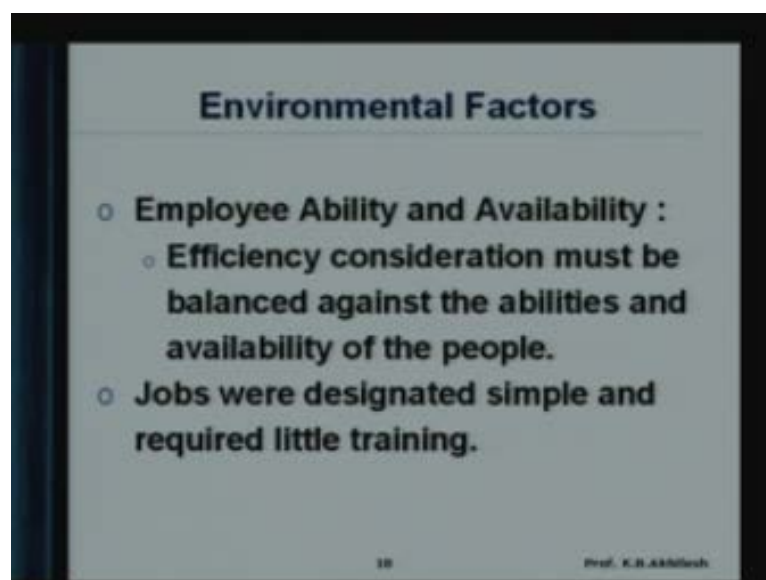 Environmental Factors
o Employee Ability and Availability :
o Efficiency consideration must be
balanced against the abilities and
availability of the people.
o Jobs were designated simple and
required little training.
10 Prof. K.B.Akhilesh